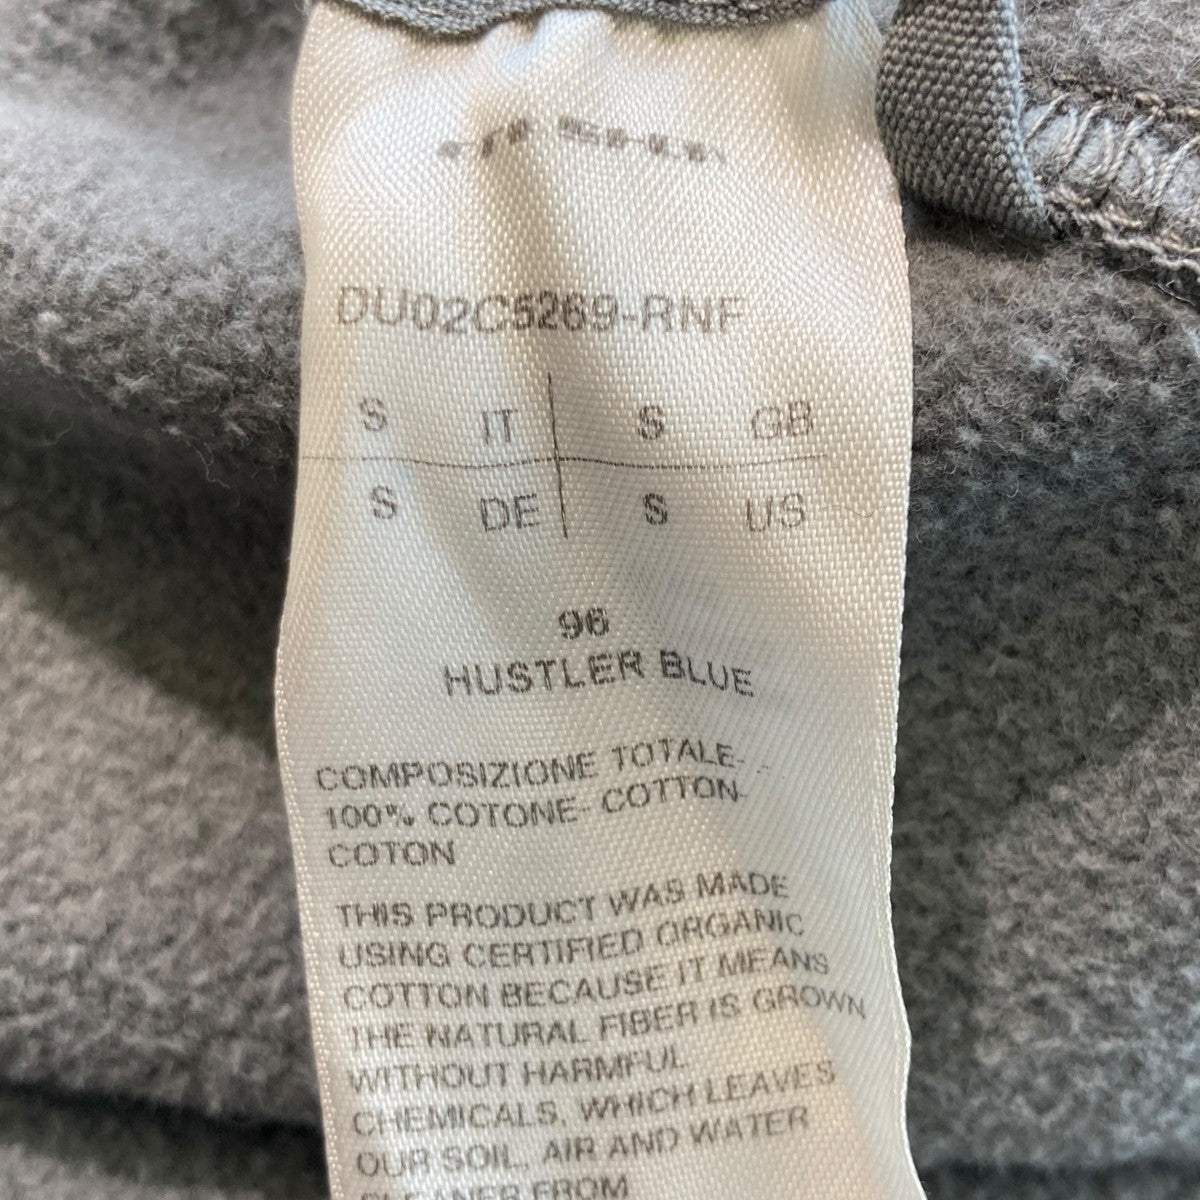 DU02C5269-RNF
S IT S GB
S DE S US
96
HUSTLER BLUE
COMPOSIZIONE TOTALE-
100% COTONE- COTTON-
COTON
THIS PRODUCT WAS MADE
USING CERTIFIED ORGANIC
COTTON BECAUSE IT MEANS
THE NATURAL FIBER IS GROWN
WITHOUT HARMFUL
CHEMICALS, WHICH LEAVES
OUR SOIL, AIR AND WATER
CLEANER FROM